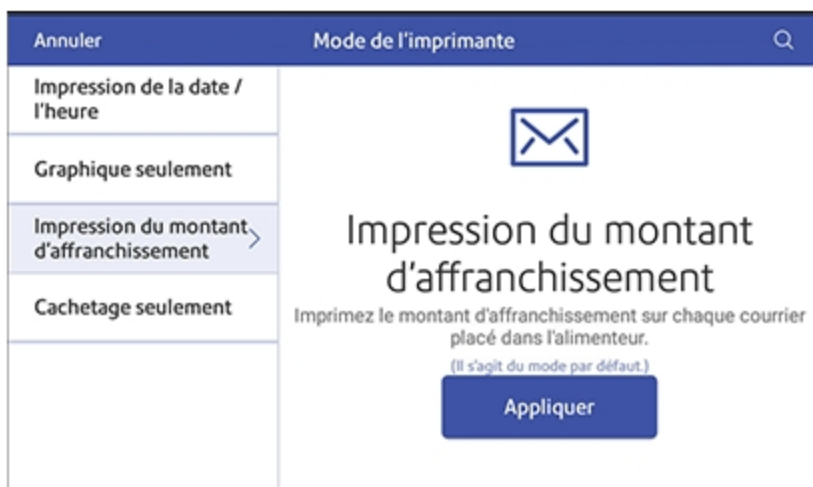 Annuler
Mode de l'imprimante
Impression de la date /
l'heure
Graphique seulement
Impression du montant
d'affranchissement
Cachetage seulement
Impression du montant
d'affranchissement
Imprimez le montant d'affranchissement sur chaque courrier
placé dans l'alimenteur.
(Il s'agit du mode par défaut.)
Appliquer